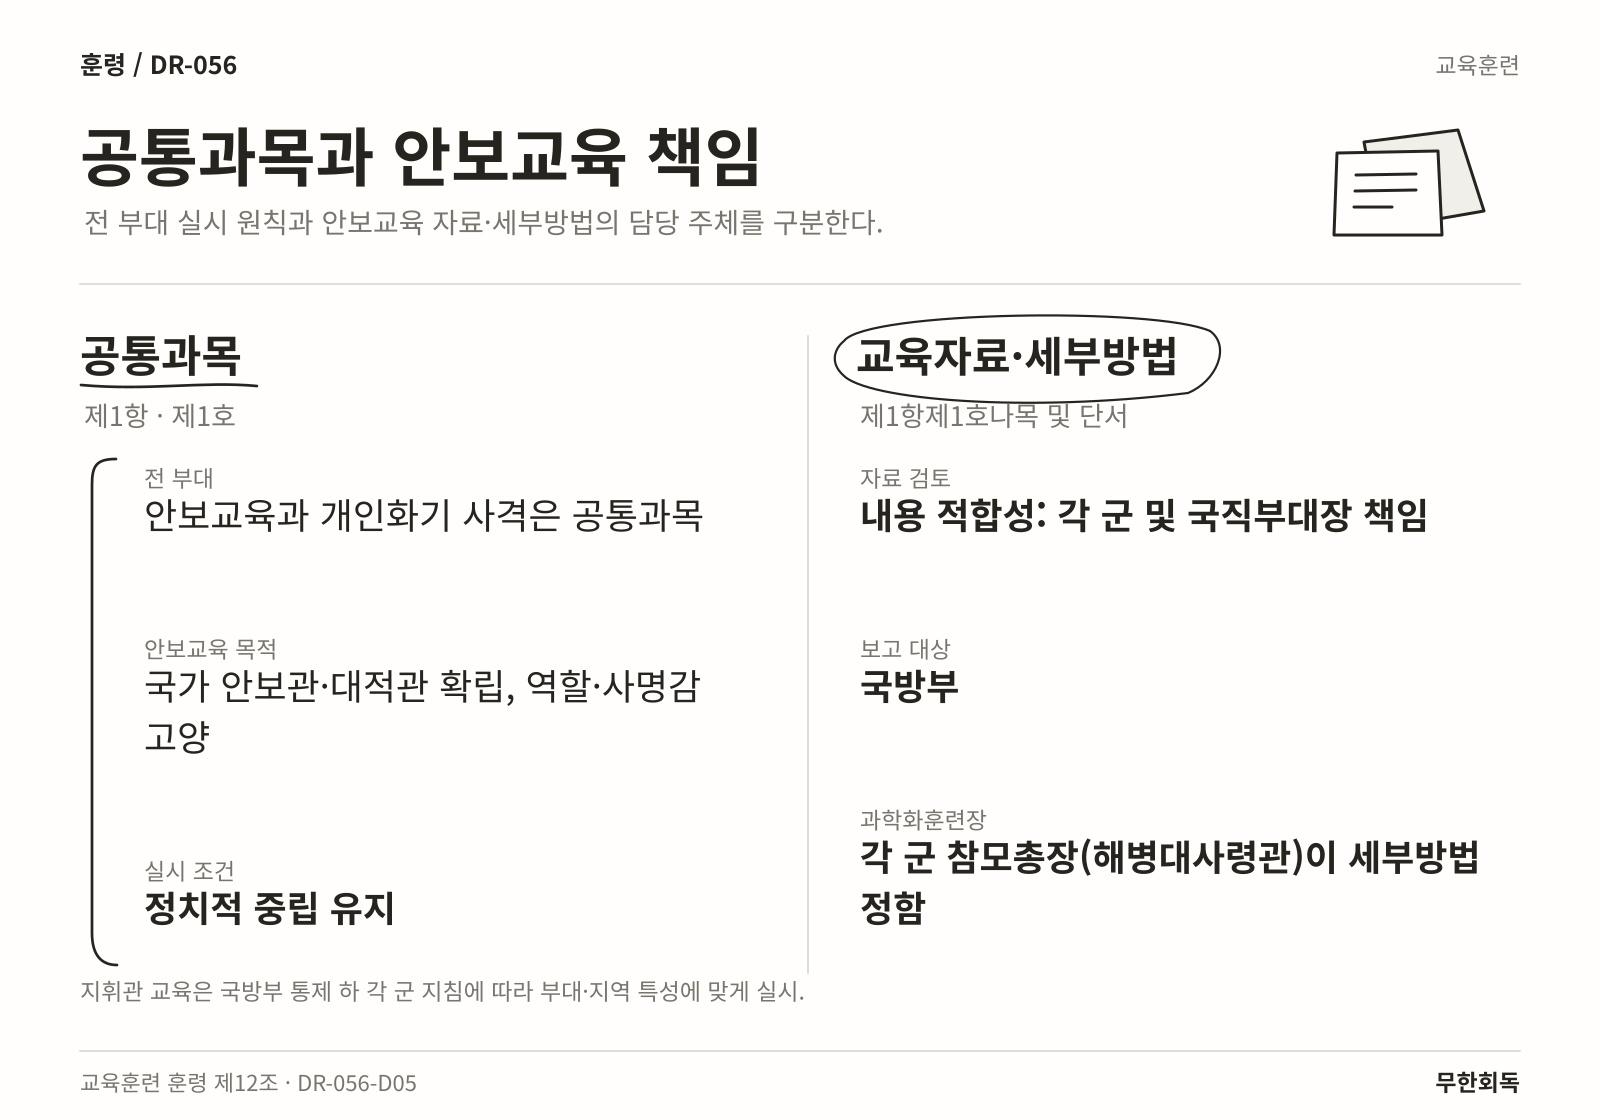 훈령 / DR-056
교육훈련
공통과목과 안보교육 책임
전 부대 실시 원칙과 안보교육 자료·세부방법의 담당 주체를 구분한다.
공통과목
제1항 · 제1호
전 부대
안보교육과 개인화기 사격은 공통과목
안보교육 목적
국가 안보관·대적관 확립, 역할·사명감
고양
실시 조건
정치적 중립 유지
지휘관 교육은 국방부 통제 하 각 군 지침에 따라 부대·지역 특성에 맞게 실시.
교육자료·세부방법
제1항제1호나목 및 단서
자료 검토
내용 적합성: 각 군 및 국직부대장 책임
보고 대상
국방부
과학화훈련장
각 군 참모총장(해병대사령관)이 세부방법
정함
교육훈련 훈령 제12조 · DR-056-D05
무한회독